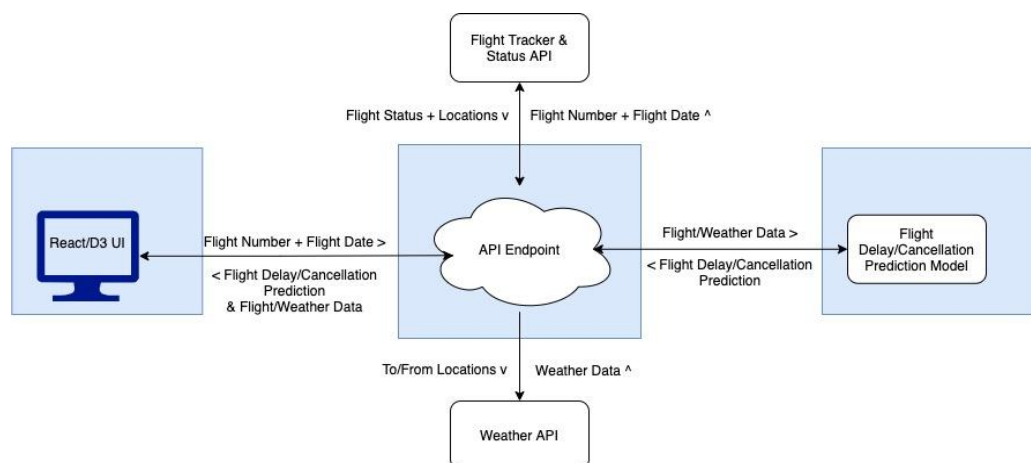 Flight Tracker &
Status API
Flight Status + Locations v
Flight Number + Flight Date ^
React/D3 UI
Flight Number + Flight Date >
< Flight Delay/Cancellation
Prediction
& Flight/Weather Data
API Endpoint
Flight/Weather Data >
< Flight Delay/Cancellation
Prediction
Flight
Delay/Cancellation
Prediction Model
To/From Locations v
Weather Data ^
Weather API